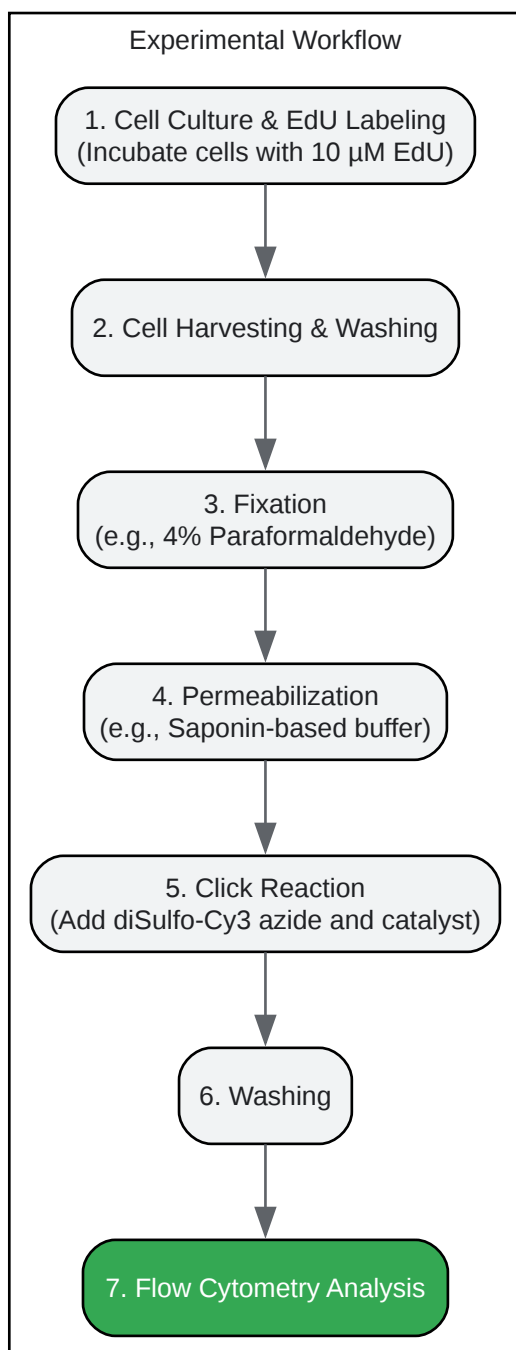 Experimental Workflow
1. Cell Culture & EdU Labeling
(Incubate cells with 10 µM EdU)
2. Cell Harvesting & Washing
3. Fixation
(e.g., 4% Paraformaldehyde)
4. Permeabilization
(e.g., Saponin-based buffer)
5. Click Reaction
(Add diSulfo-Cy3 azide and catalyst)
6. Washing
7. Flow Cytometry Analysis